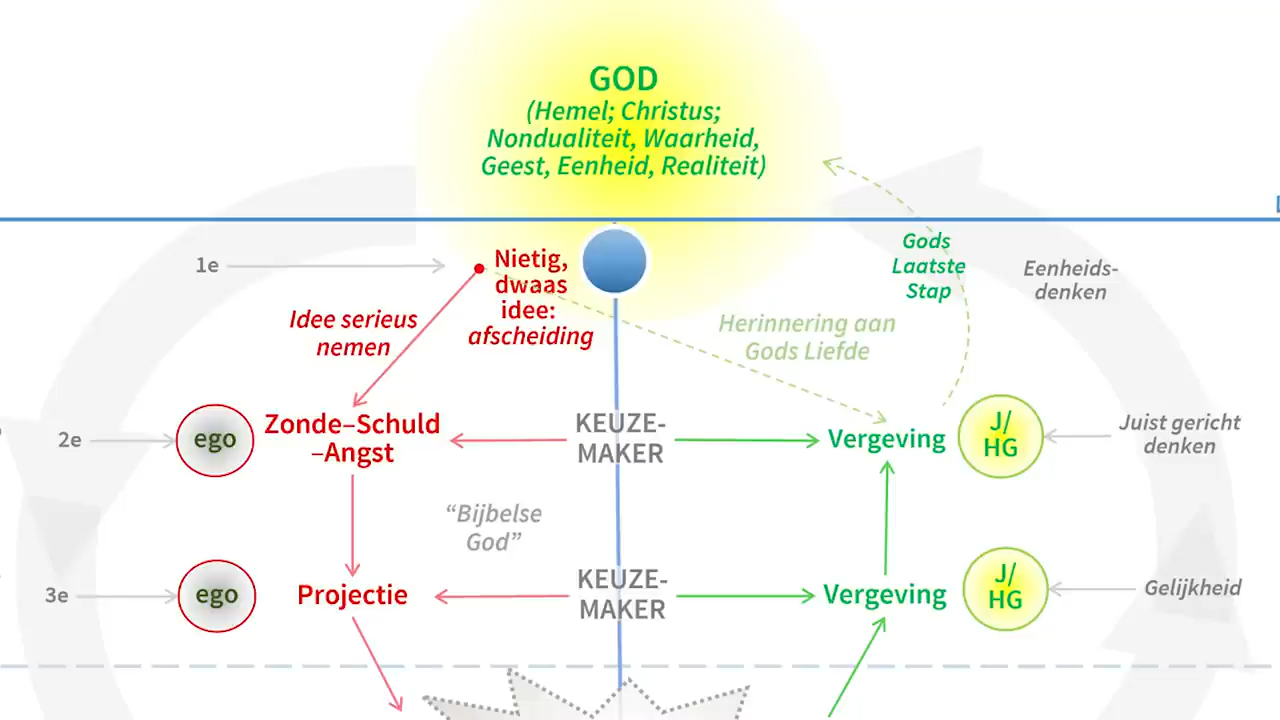 GOD
(Hemel; Christus;
Nondualiteit, Waarheid,
Geest, Eenheid, Realiteit)
1e
Nietig,
dwaas
idee:
afscheiding
Idee serieus
nemen
Herinnering aan
Gods Liefde
Gods
Laatste
Stap
Eenheids-
denken
2e
ego
Zonde–Schuld
–Angst
KEUZE-
MAKER
Vergeving
J/
HG
Juist gericht
denken
“Bijbelse
God”
3e
ego
Projectie
KEUZE-
MAKER
Vergeving
J/
HG
Gelijkheid